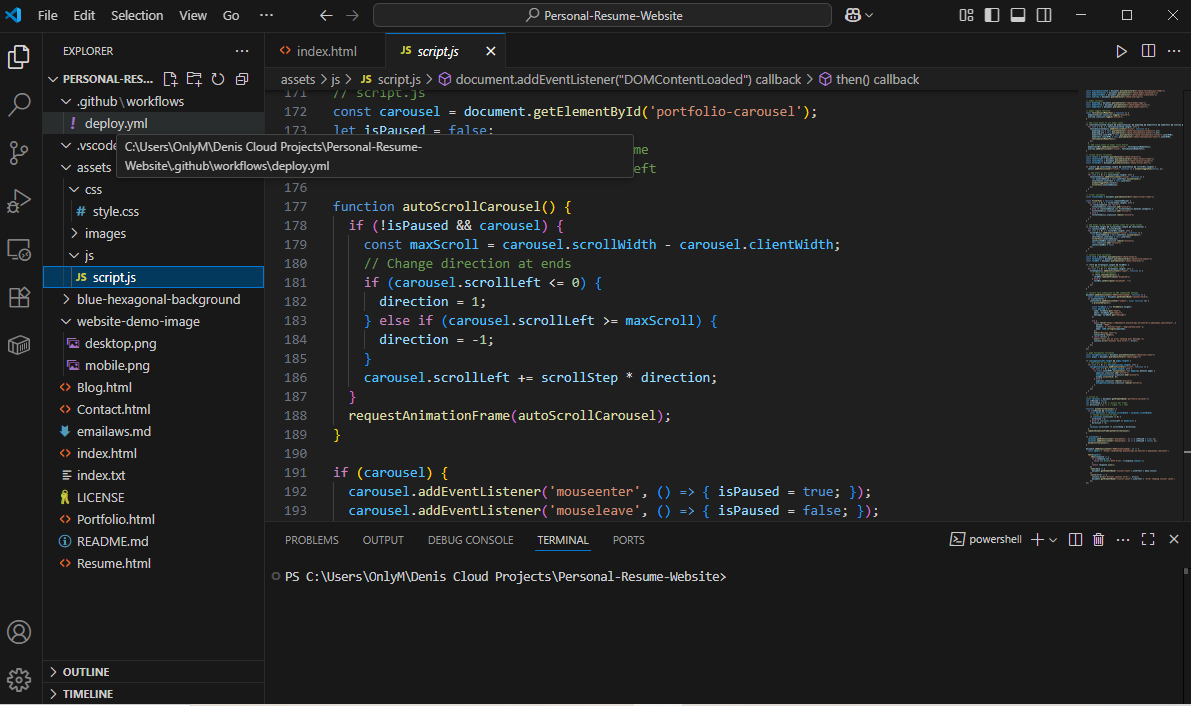 File Edit Selection View Go ··· Personal-Resume-Website
EXPLORER ···
index.html
JS script.js
PERSONAL-RES...
assets > js > JS script.js > document.addEventListener("DOMContentLoaded") callback > then() callback
.github\workflows
! deploy.yml
.vscode
C:\Users\OnlyM\Denis Cloud Projects\Personal-Resume-
Website\.github\workflows\deploy.yml
assets
css
# style.css
images
js
JS script.js
blue-hexagonal-background
website-demo-image
desktop.png
mobile.png
Blog.html
Contact.html
emailaws.md
index.html
index.txt
LICENSE
Portfolio.html
README.md
Resume.html
OUTLINE
TIMELINE
171 // script.js
172 const carousel = document.getElementById('portfolio-carousel');
173 let isPaused = false;
me
eft
176
177 function autoScrollCarousel() {
178 if (!isPaused && carousel) {
179 const maxScroll = carousel.scrollWidth - carousel.clientWidth;
180 // Change direction at ends
181 if (carousel.scrollLeft <= 0) {
182 direction = 1;
183 } else if (carousel.scrollLeft >= maxScroll) {
184 direction = -1;
185 }
186 carousel.scrollLeft += scrollStep * direction;
187 }
188 requestAnimationFrame(autoScrollCarousel);
189 }
190
191 if (carousel) {
192 carousel.addEventListener('mouseenter', () => { isPaused = true; });
193 carousel.addEventListener('mouseleave', () => { isPaused = false; });
PROBLEMS OUTPUT DEBUG CONSOLE TERMINAL PORTS powershell
PS C:\Users\OnlyM\Denis Cloud Projects\Personal-Resume-Website>